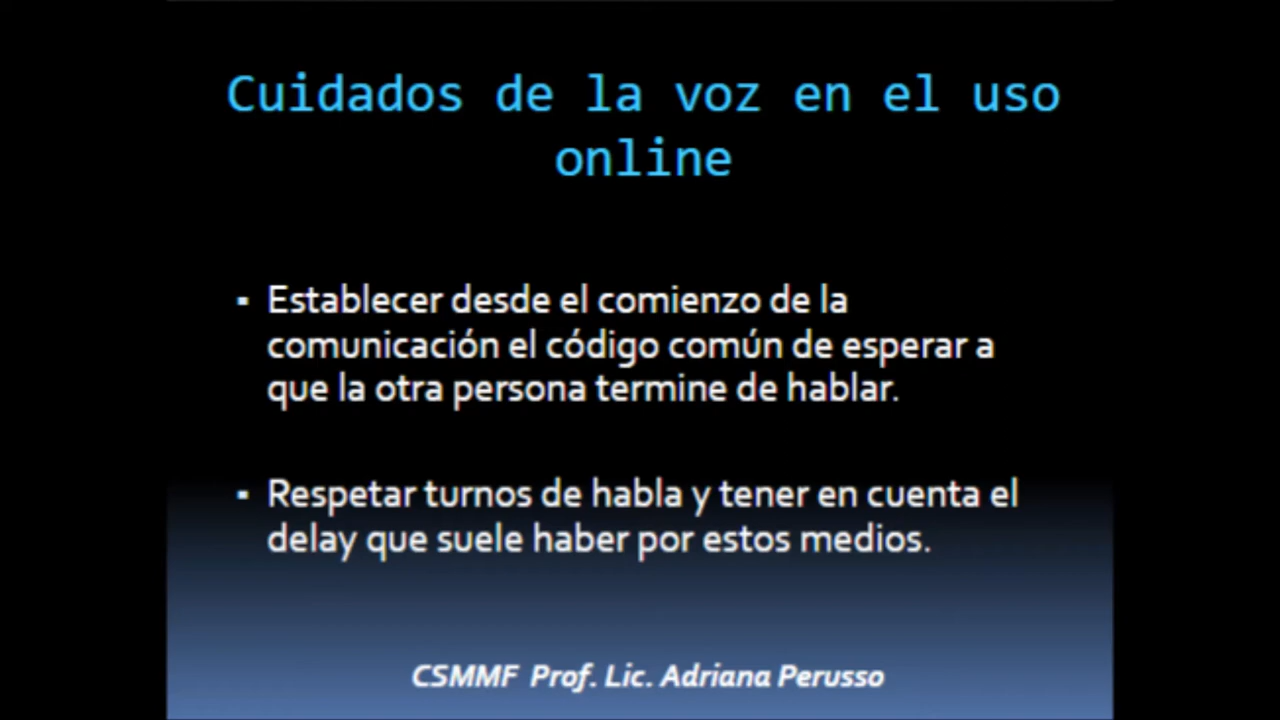 Cuidados de la voz en el uso
online
▪ Establecer desde el comienzo de la
comunicación el código común de esperar a
que la otra persona termine de hablar.
▪ Respetar turnos de habla y tener en cuenta el
delay que suele haber por estos medios.
CSMMF Prof. Lic. Adriana Perusso